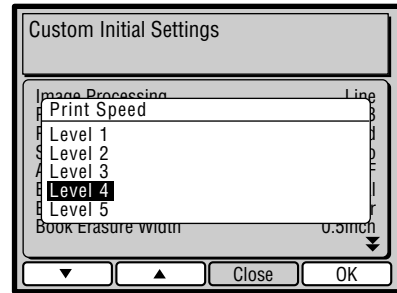 Custom Initial Settings
Image Processing Line
Print Speed
Level 1
Level 2
Level 3
Level 4
Level 5
Book Erasure Width 0.5inch
Close OK